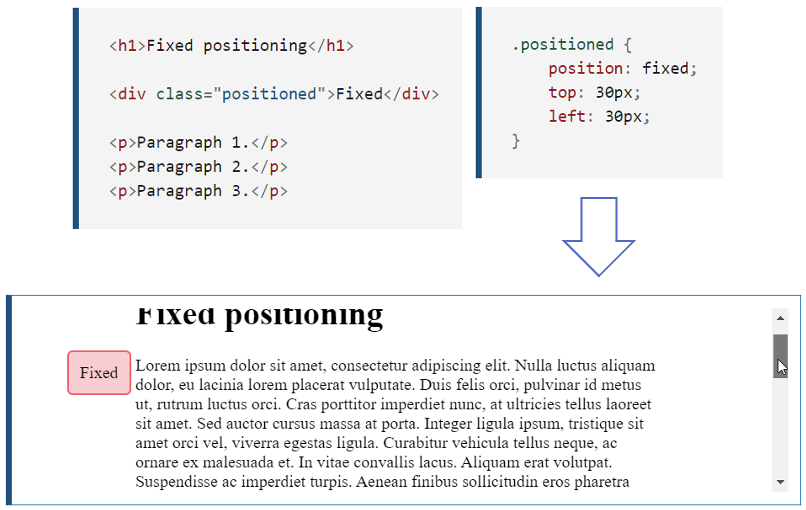 <h1>Fixed positioning</h1>
<div class="positioned">Fixed</div>
<p>Paragraph 1.</p>
<p>Paragraph 2.</p>
<p>Paragraph 3.</p>
.positioned {
position: fixed;
top: 30px;
left: 30px;
}
Fixed positioning
Fixed
Lorem ipsum dolor sit amet, consectetur adipiscing elit. Nulla luctus aliquam
dolor, eu lacinia lorem placerat vulputate. Duis felis orci, pulvinar id metus
ut, rutrum luctus orci. Cras porttitor imperdiet nunc, at ultricies tellus laoreet
sit amet. Sed auctor cursus massa at porta. Integer ligula ipsum, tristique sit
amet orci vel, viverra egestas ligula. Curabitur vehicula tellus neque, ac
ornare ex malesuada et. In vitae convallis lacus. Aliquam erat volutpat.
Suspendisse ac imperdiet turpis. Aenean finibus sollicitudin eros pharetra